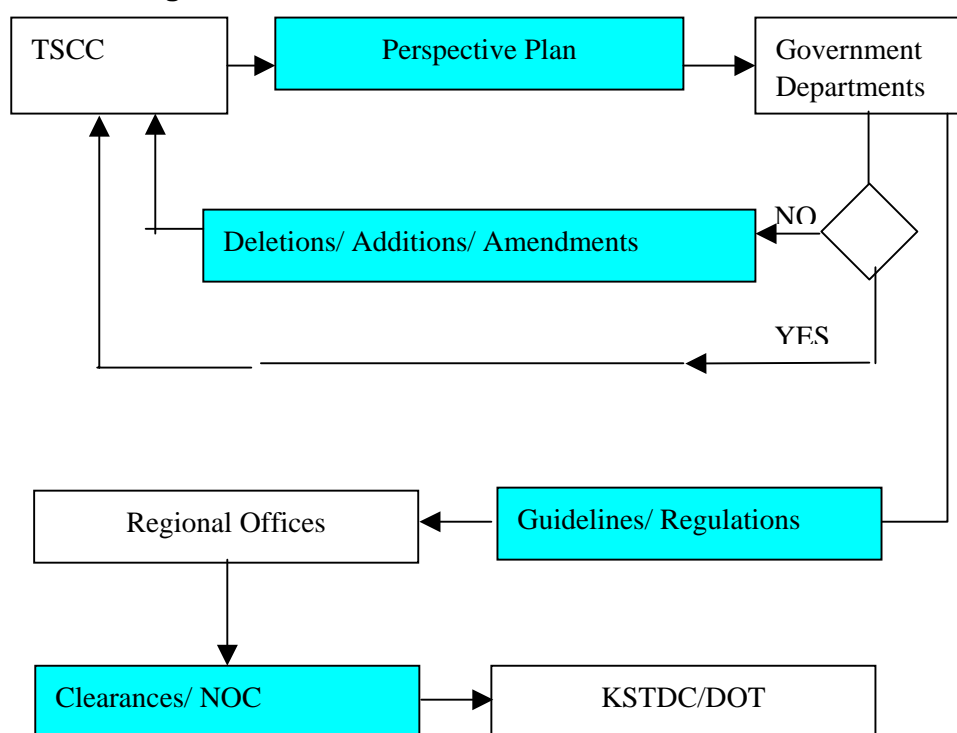 TSCC
Perspective Plan
Government
Departments
NO
Deletions/ Additions/ Amendments
YES
Regional Offices
Guidelines/ Regulations
Clearances/ NOC
KSTDC/DOT